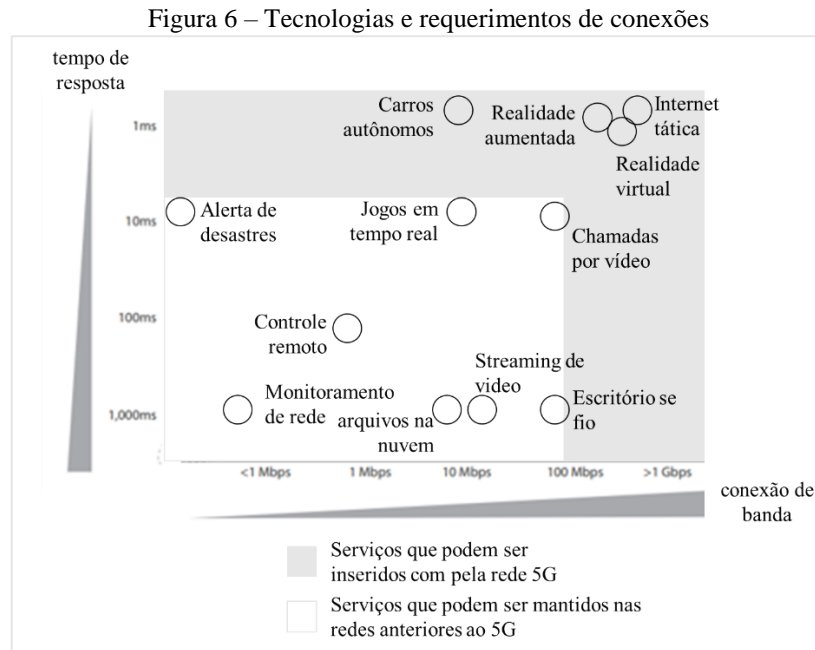 Figura 6 – Tecnologias e requerimentos de conexões
tempo de
resposta
1ms
10ms
100ms
1,000ms
Carros
autônomos
Realidade
aumentada
Internet
tática
Realidade
virtual
Alerta de
desastres
Jogos em
tempo real
Chamadas
por vídeo
Controle
remoto
Monitoramento
de rede
arquivos na
nuvem
Streaming de
video
Escritório se
fio
<1 Mbps
1 Mbps
10 Mbps
100 Mbps
>1 Gbps
conexão de
banda
Serviços que podem ser
inseridos com pela rede 5G
Serviços que podem ser mantidos nas
redes anteriores ao 5G